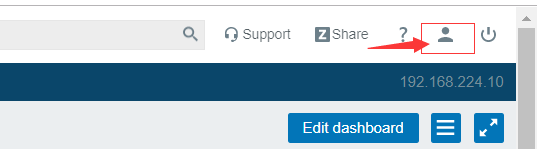 Support Z Share ?
192.168.224.10
Edit dashboard